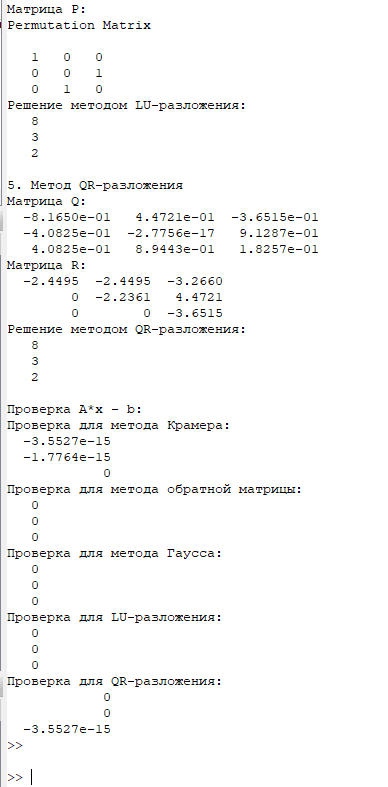 Матрица P:
Permutation Matrix
1 0 0
0 0 1
0 1 0
Решение методом LU-разложения:
8
3
2
5. Метод QR-разложения
Матрица Q:
-8.1650e-01 4.4721e-01 -3.6515e-01
-4.0825e-01 -2.7756e-17 9.1287e-01
4.0825e-01 8.9443e-01 1.8257e-01
Матрица R:
-2.4495 -2.4495 -3.2660
0 -2.2361 4.4721
0 0 -3.6515
Решение методом QR-разложения:
8
3
2
Проверка A*x - b:
Проверка для метода Крамера:
-3.5527e-15
-1.7764e-15
0
Проверка для метода обратной матрицы:
0
0
0
Проверка для метода Гаусса:
0
0
0
Проверка для LU-разложения:
0
0
0
Проверка для QR-разложения:
0
0
-3.5527e-15
>>
>>